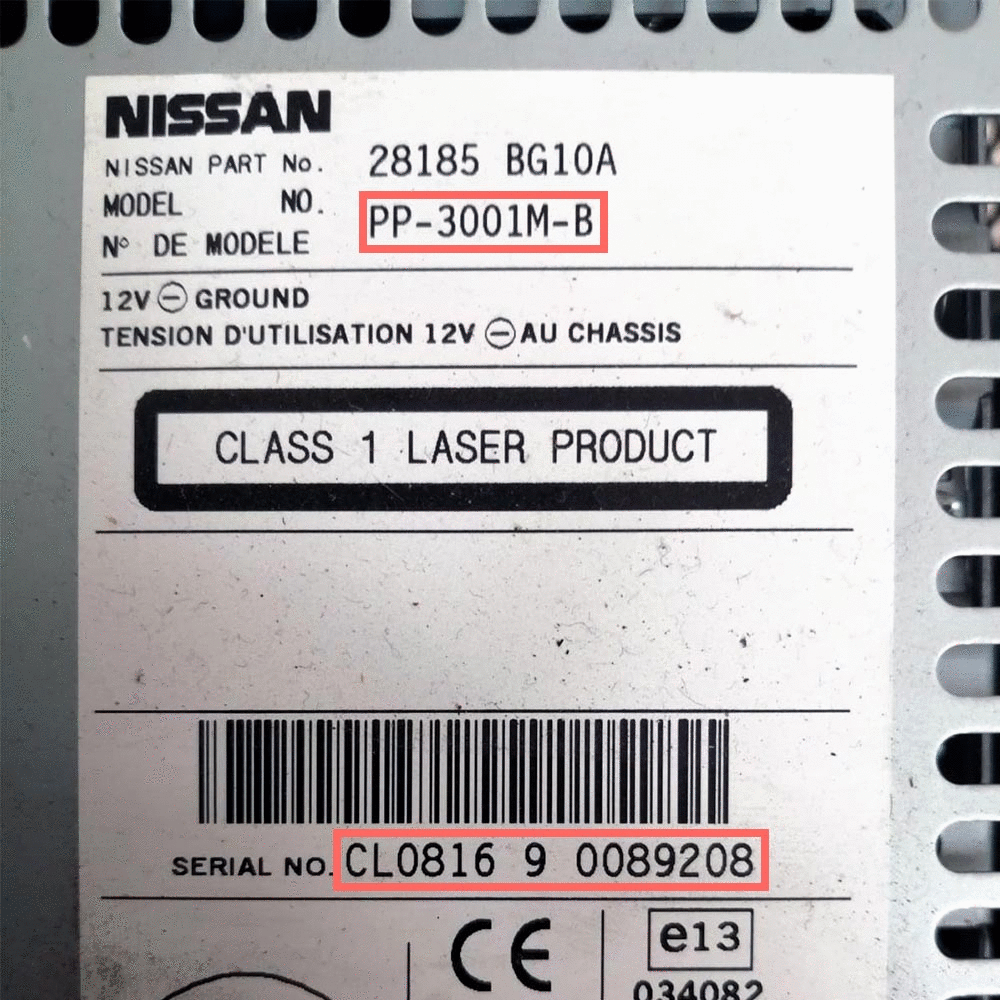 NISSAN
NISSAN PART No. 28185 BG10A
MODEL NO. PP-3001M-B
N° DE MODELE
12V ⊖ GROUND
TENSION D'UTILISATION 12V ⊖ AU CHASSIS
CLASS 1 LASER PRODUCT
SERIAL NO. CL0816 9 0089208
CE
e13
034082